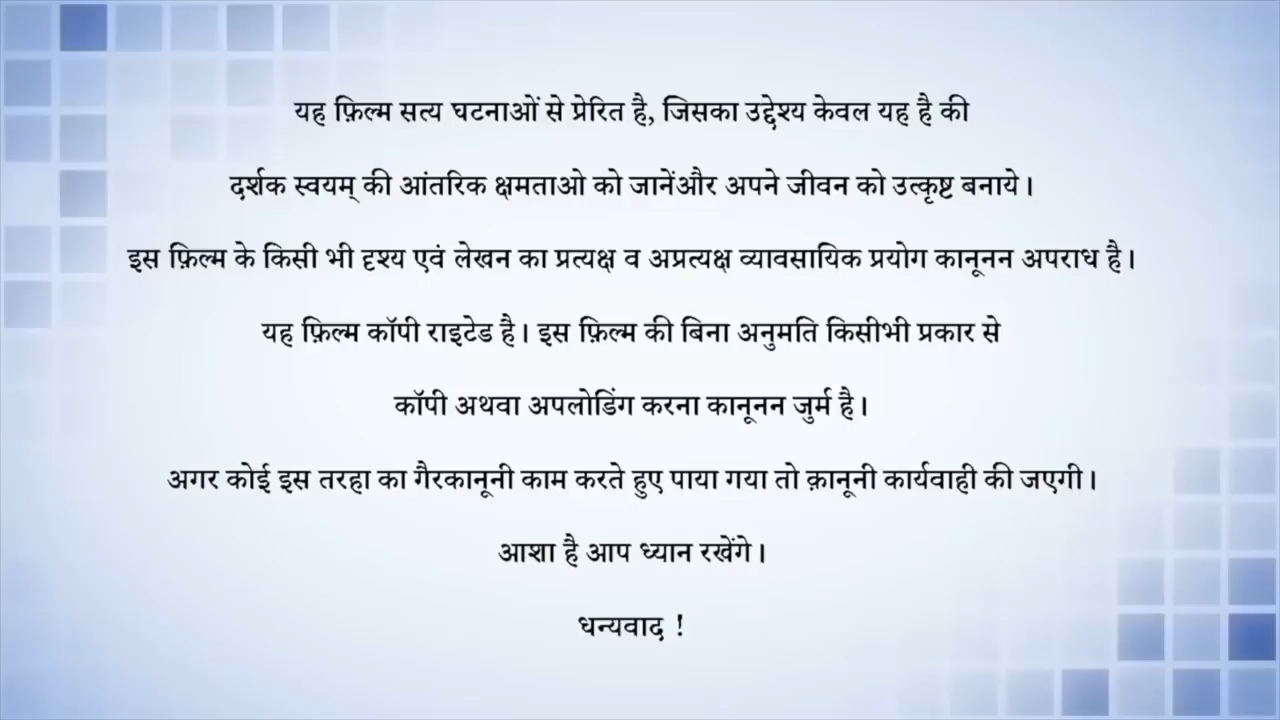 यह फ़िल्म सत्य घटनाओं से प्रेरित है, जिसका उद्देश्य केवल यह है की
दर्शक स्वयम् की आंतरिक क्षमताओ को जानेंऔर अपने जीवन को उत्कृष्ट बनाये।
इस फ़िल्म के किसी भी दृश्य एवं लेखन का प्रत्यक्ष व अप्रत्यक्ष व्यावसायिक प्रयोग कानूनन अपराध है।
यह फ़िल्म कॉपी राइटेड है। इस फ़िल्म की बिना अनुमति किसीभी प्रकार से
कॉपी अथवा अपलोडिंग करना कानूनन जुर्म है।
अगर कोई इस तरहा का गैरकानूनी काम करते हुए पाया गया तो क़ानूनी कार्यवाही की जएगी।
आशा है आप ध्यान रखेंगे।
धन्यवाद !